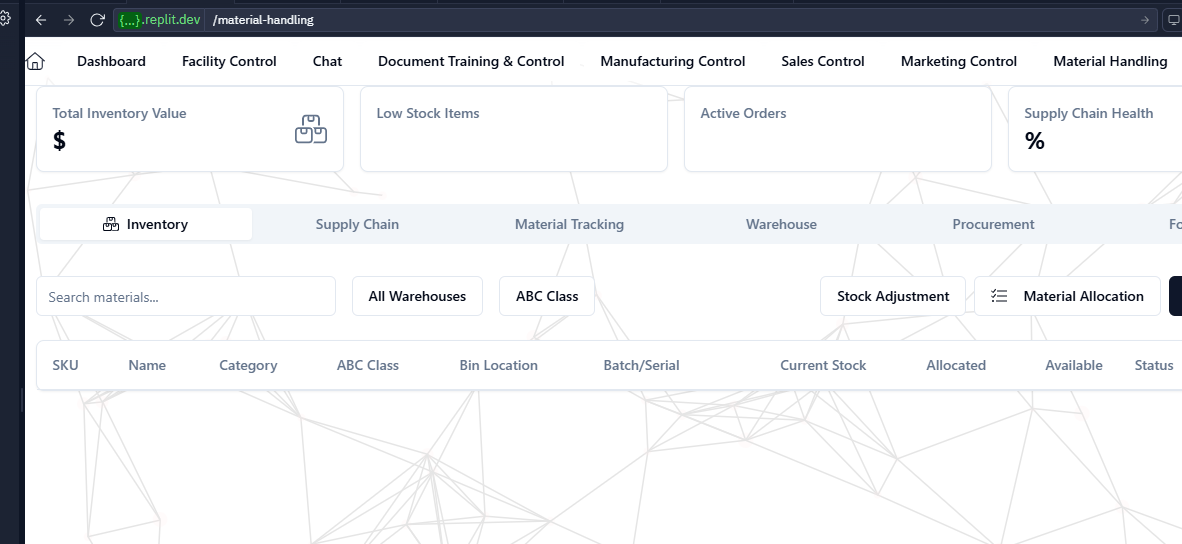 {...}.replit.dev /material-handling
Dashboard Facility Control Chat Document Training & Control Manufacturing Control Sales Control Marketing Control Material Handling
Total Inventory Value Low Stock Items Active Orders Supply Chain Health
$ %
Inventory Supply Chain Material Tracking Warehouse Procurement Fo
Search materials... All Warehouses ABC Class Stock Adjustment Material Allocation
SKU Name Category ABC Class Bin Location Batch/Serial Current Stock Allocated Available Status